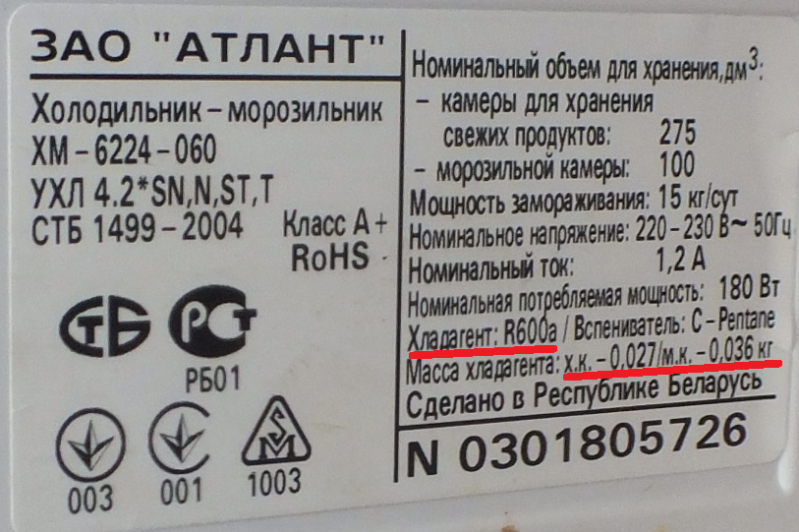 ЗАО "АТЛАНТ"
Холодильник – морозильник
ХМ – 6224 – 060
УХЛ 4.2*SN,N,ST,T
СТБ 1499 – 2004 Класс А+
RoHS
СТБ
РСТ
РБ01
003
001
SM
1003
Номинальный объем для хранения,дм³:
– камеры для хранения
свежих продуктов: 275
– морозильной камеры: 100
Мощность замораживания: 15 кг/сут
Номинальное напряжение: 220 – 230 В~ 50Гц
Номинальный ток: 1,2 А
Номинальная потребляемая мощность: 180 Вт
Хладагент: R600a / Вспениватель: C – Pentane
Масса хладагента: х.к. – 0,027/м.к. – 0,036 кг
Сделано в Республике Беларусь
N 0301805726